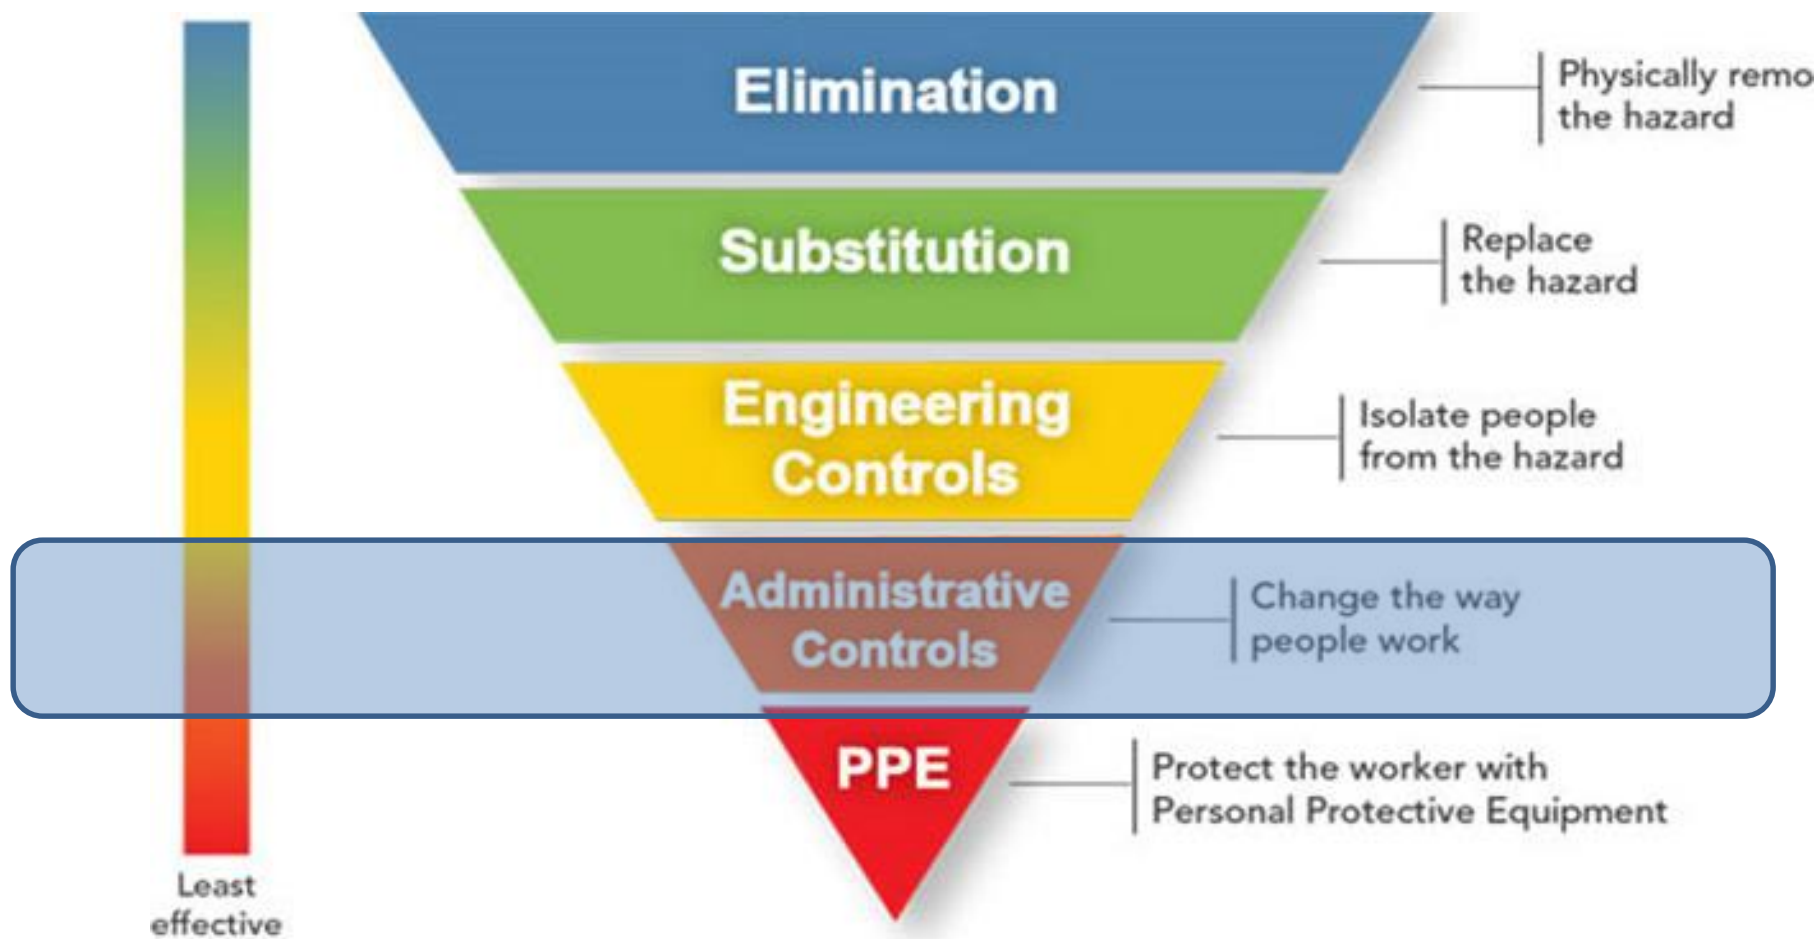 Elimination
Physically remo
the hazard
Substitution
Replace
the hazard
Engineering
Controls
Isolate people
from the hazard
Administrative
Controls
Change the way
people work
PPE
Protect the worker with
Personal Protective Equipment
Least
effective